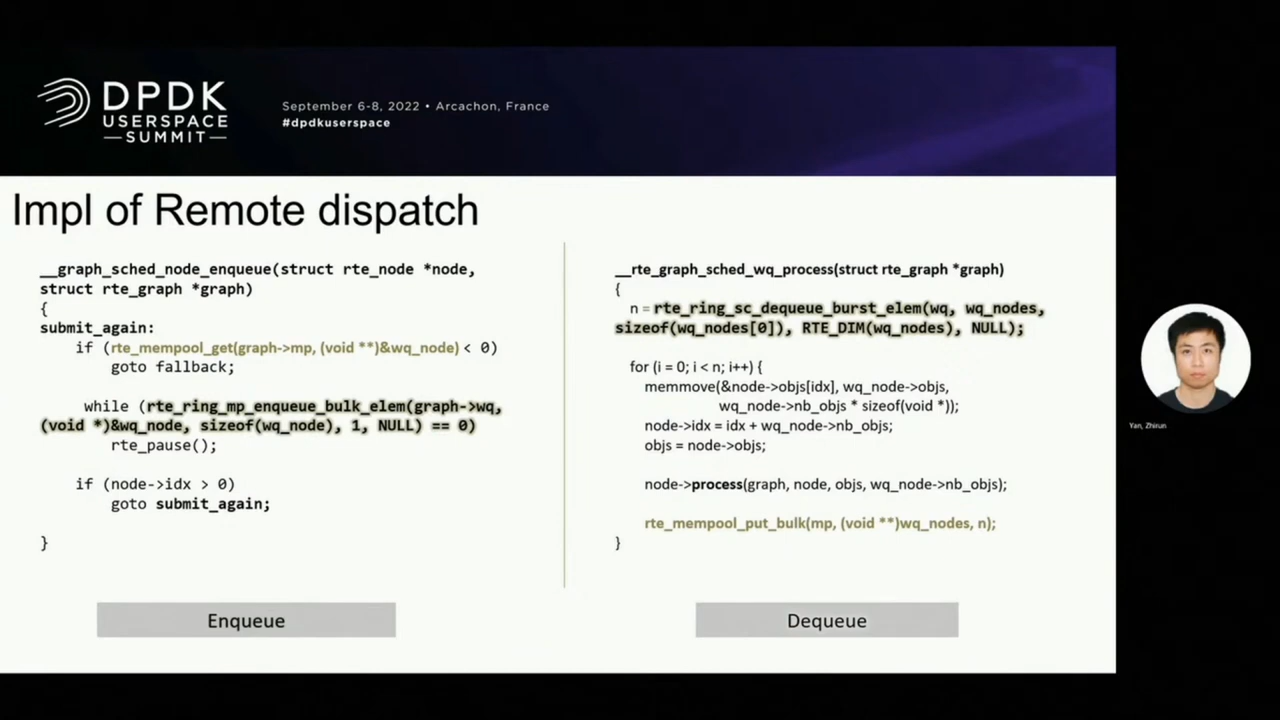 DPDK
USERSPACE
SUMMIT
September 6-8, 2022 • Arcachon, France
#dpdkuserspace
Impl of Remote dispatch
__graph_sched_node_enqueue(struct rte_node *node,
struct rte_graph *graph)
{
submit_again:
if (rte_mempool_get(graph->mp, (void **)&wq_node) < 0)
goto fallback;
while (rte_ring_mp_enqueue_bulk_elem(graph->wq,
(void *)&wq_node, sizeof(wq_node), 1, NULL) == 0)
rte_pause();
if (node->idx > 0)
goto submit_again;
}
Enqueue
__rte_graph_sched_wq_process(struct rte_graph *graph)
{
n = rte_ring_sc_dequeue_burst_elem(wq, wq_nodes,
sizeof(wq_nodes[0]), RTE_DIM(wq_nodes), NULL);
for (i = 0; i < n; i++) {
memmove(&node->objs[idx], wq_node->objs,
wq_node->nb_objs * sizeof(void *));
node->idx = idx + wq_node->nb_objs;
objs = node->objs;
node->process(graph, node, objs, wq_node->nb_objs);
rte_mempool_put_bulk(mp, (void **)wq_nodes, n);
}
Dequeue
Yan, Zhirun